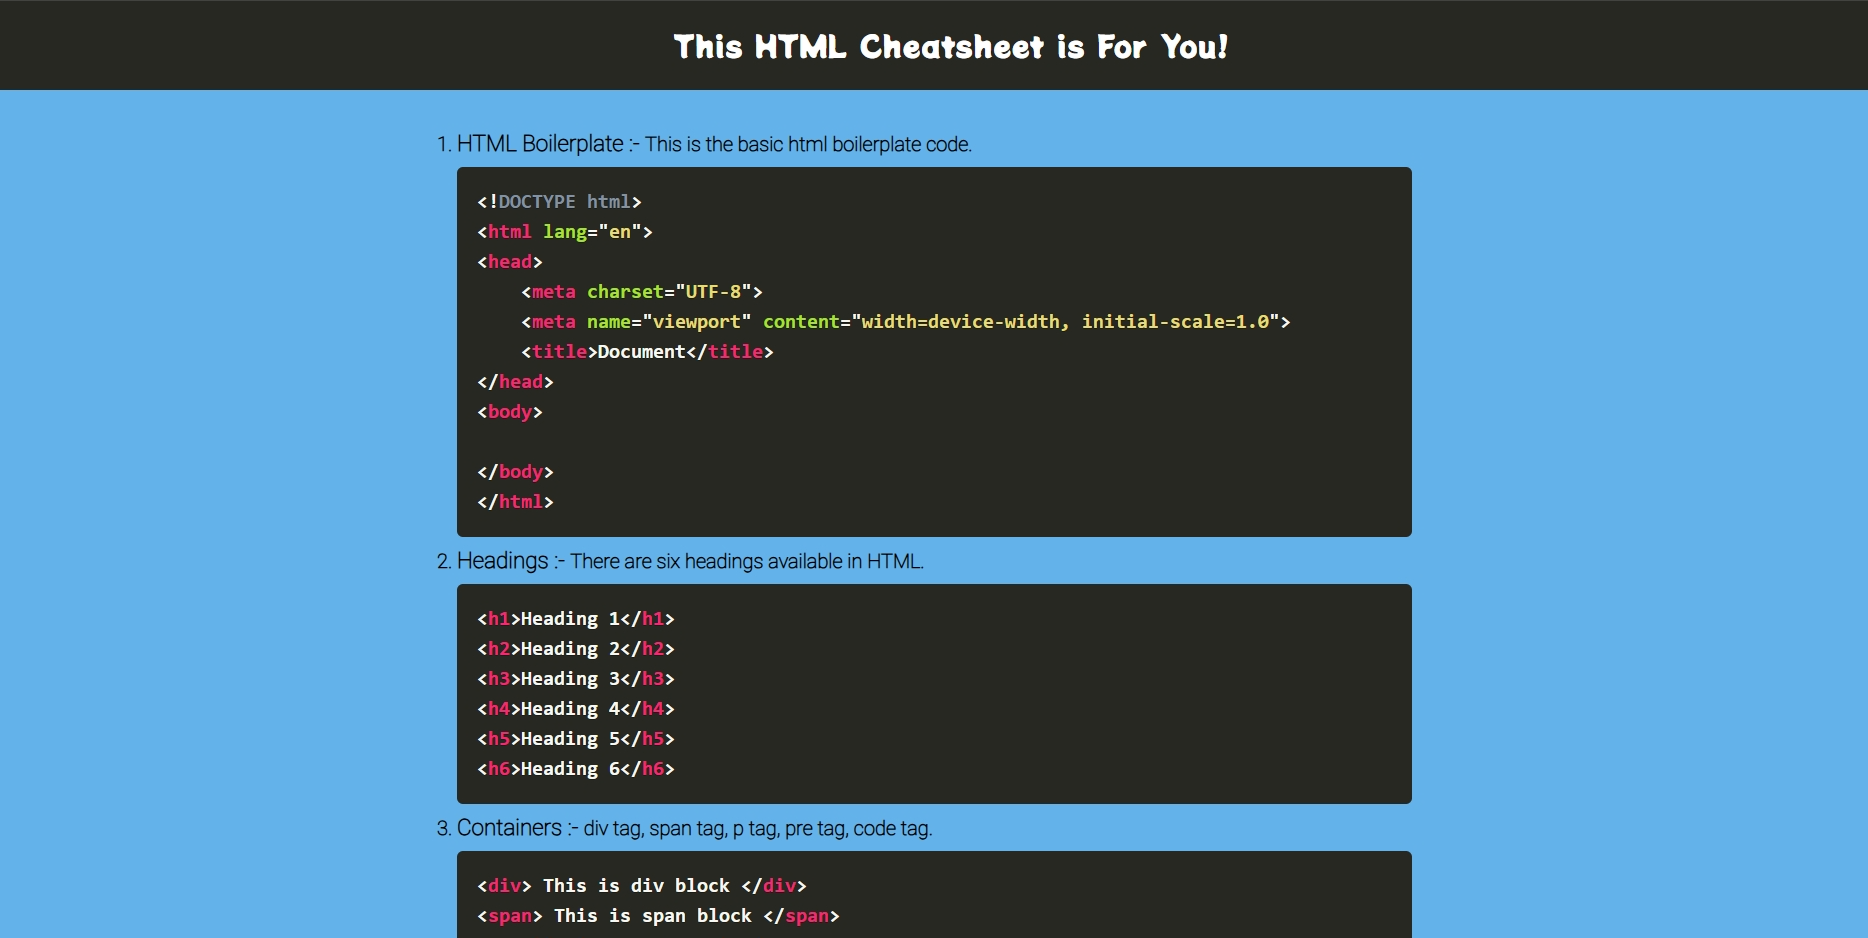 This HTML Cheatsheet is For You!
1. HTML Boilerplate :- This is the basic html boilerplate code.
<!DOCTYPE html>
<html lang="en">
<head>
    <meta charset="UTF-8">
    <meta name="viewport" content="width=device-width, initial-scale=1.0">
    <title>Document</title>
</head>
<body>
</body>
</html>
2. Headings :- There are six headings available in HTML.
<h1>Heading 1</h1>
<h2>Heading 2</h2>
<h3>Heading 3</h3>
<h4>Heading 4</h4>
<h5>Heading 5</h5>
<h6>Heading 6</h6>
3. Containers :- div tag, span tag, p tag, pre tag, code tag.
<div> This is div block </div>
<span> This is span block </span>